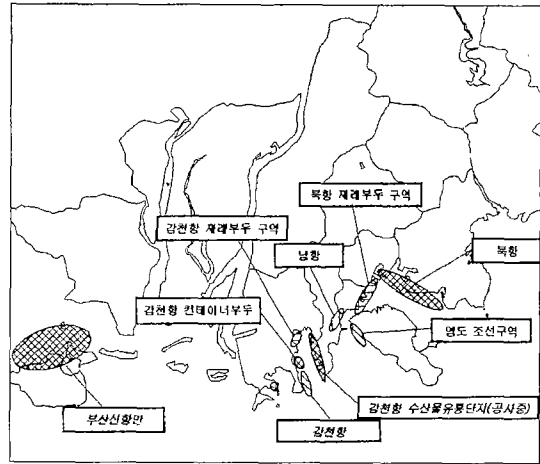 북항 재래부두 구역
감천항 재래부두 구역
남항
북항
감천항 컨테이너부두
영도 조선구역
부산신항만
감천항 수산물유통단지(공사중)
감천항